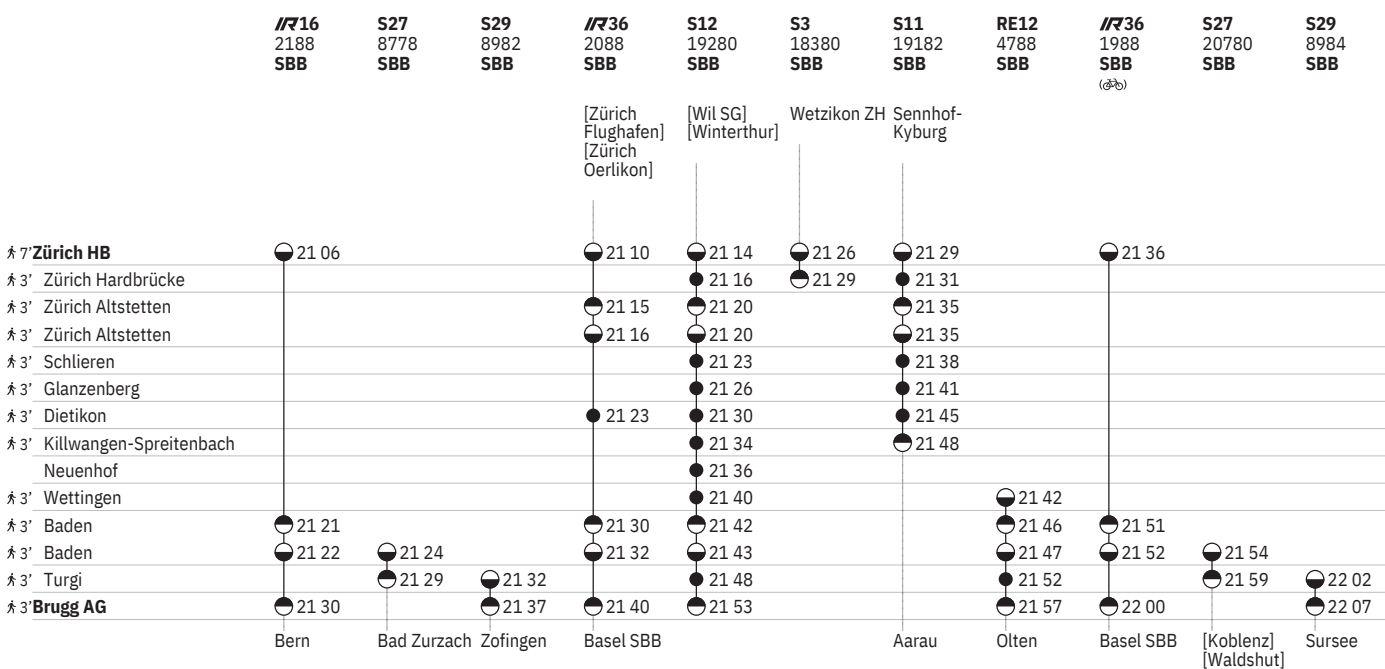 IR16 S27 S29 IR36 S12 S3 S11 RE12 IR36 S27 S29
2188 8778 8982 2088 19280 18380 19182 4788 1988 20780 8984
SBB SBB SBB SBB SBB SBB SBB SBB SBB SBB SBB
[Zürich [Wil SG] Wetzikon ZH Sennhof-
Flughafen] [Winterthur] Kyburg
[Zürich
Oerlikon]
7' Zürich HB 21 06 21 10 21 14 21 26 21 29 21 36
3' Zürich Hardbrücke 21 16 21 29 21 31
3' Zürich Altstetten 21 15 21 20 21 35
3' Zürich Altstetten 21 16 21 20 21 35
3' Schlieren 21 23 21 38
3' Glanzenberg 21 26 21 41
3' Dietikon 21 23 21 30 21 45
3' Killwangen-Spreitenbach 21 34 21 48
Neuenhof 21 36
3' Wettingen 21 40 21 42
3' Baden 21 21 21 30 21 42 21 46 21 51
3' Baden 21 22 21 24 21 32 21 43 21 47 21 52 21 54
3' Turgi 21 29 21 32 21 48 21 52 21 59 22 02
3' Brugg AG 21 30 21 37 21 40 21 53 21 57 22 00 22 07
Bern Bad Zurzach Zofingen Basel SBB Aarau Olten Basel SBB [Koblenz] Sursee
[Waldshut]